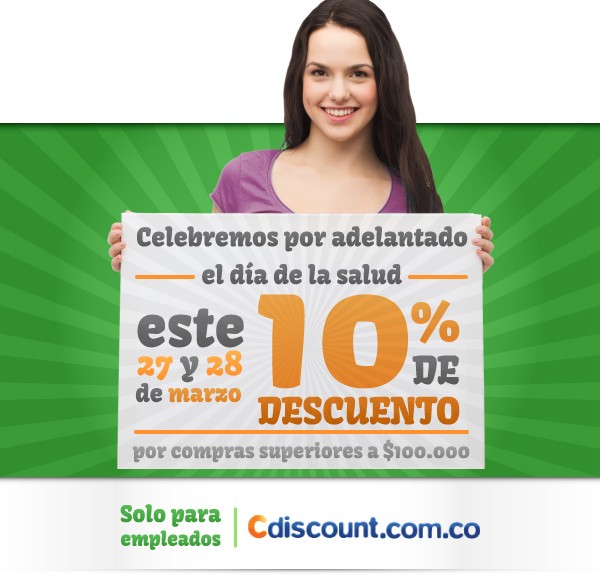 Celebremos por adelantado
el día de la salud
este
27 y 28
de marzo
10%
DE
DESCUENTO
por compras superiores a $100.000
Solo para
empleados
Cdiscount.com.co